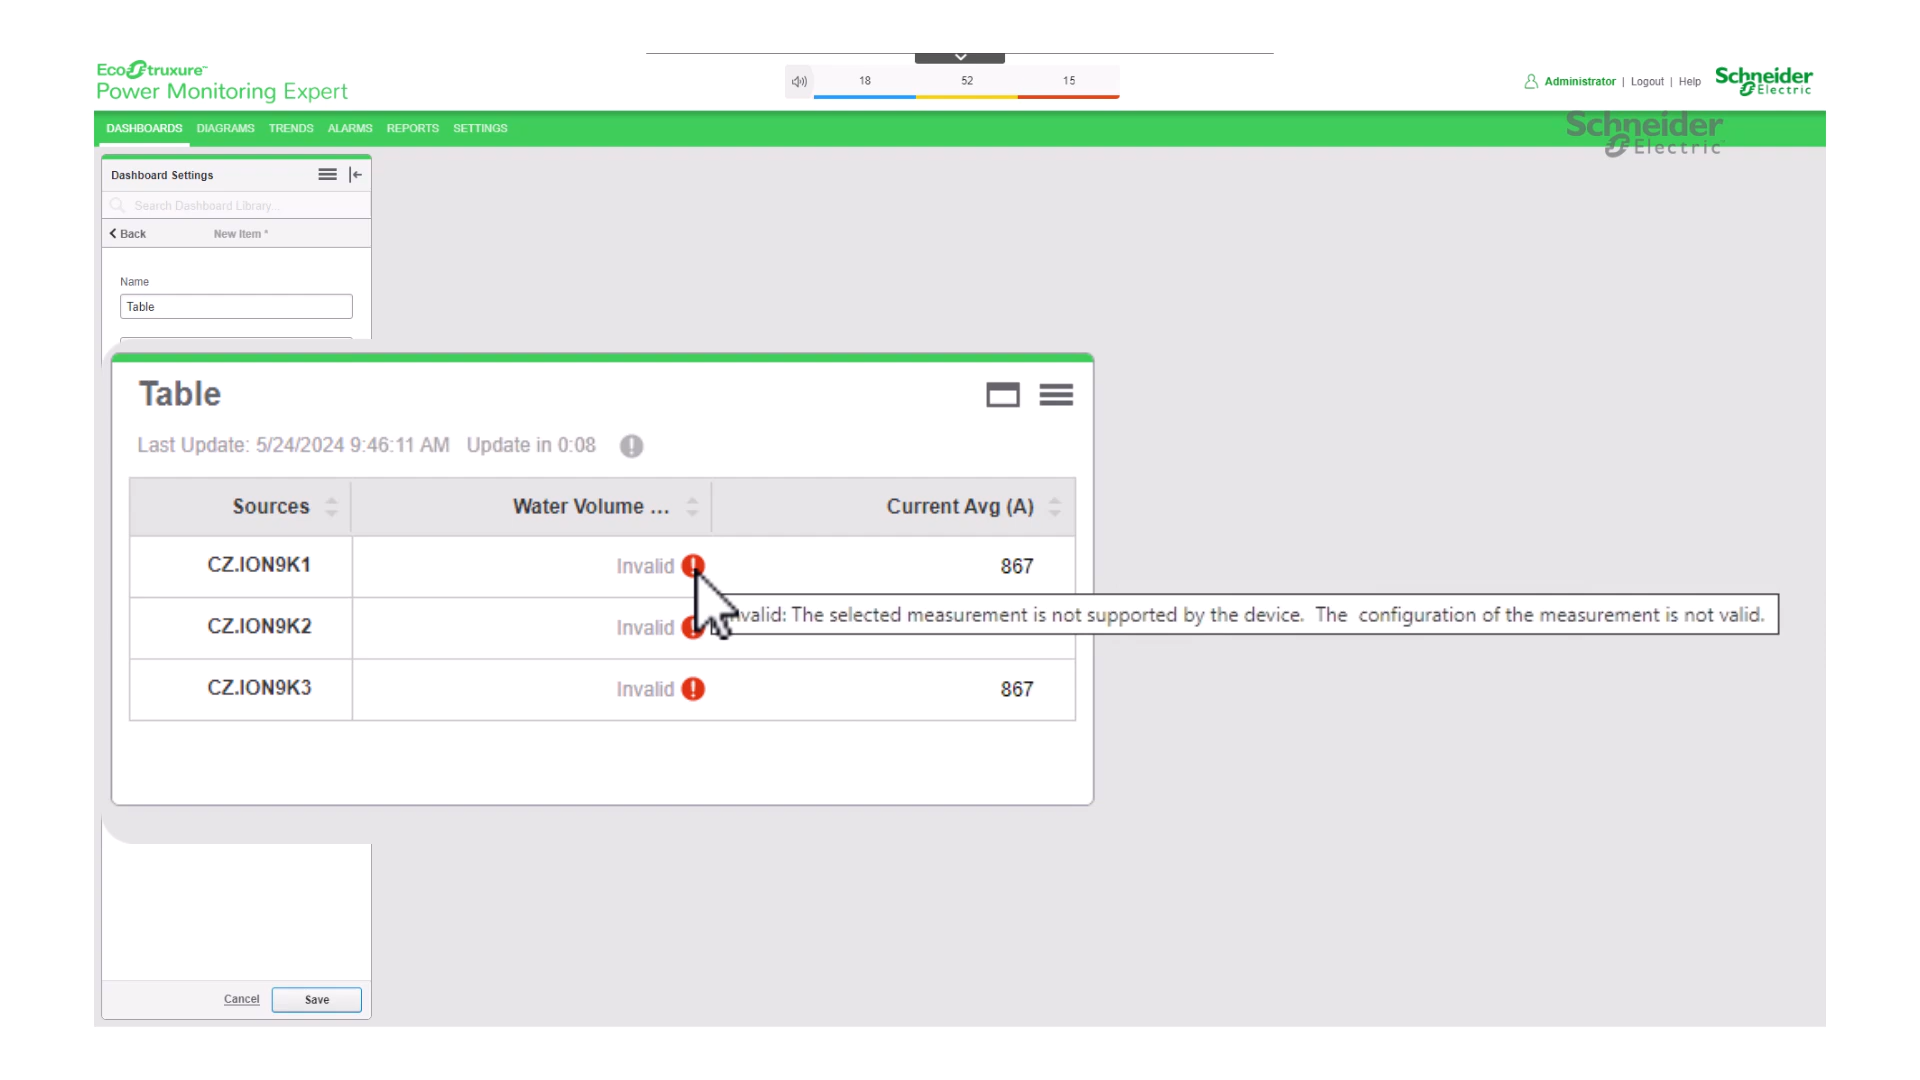 EcoStruxure™
Power Monitoring Expert
18 52 15
Administrator | Logout | Help
Schneider Electric
DASHBOARDS DIAGRAMS TRENDS ALARMS REPORTS SETTINGS
Schneider Electric
Dashboard Settings
Search Dashboard Library...
Back New Item *
Name
Table
Table
Last Update: 5/24/2024 9:46:11 AM Update in 0:08
Sources Water Volume ... Current Avg (A)
CZ.ION9K1 Invalid 867
valid: The selected measurement is not supported by the device. The configuration of the measurement is not valid.
CZ.ION9K2 Invalid
CZ.ION9K3 Invalid 867
Cancel Save